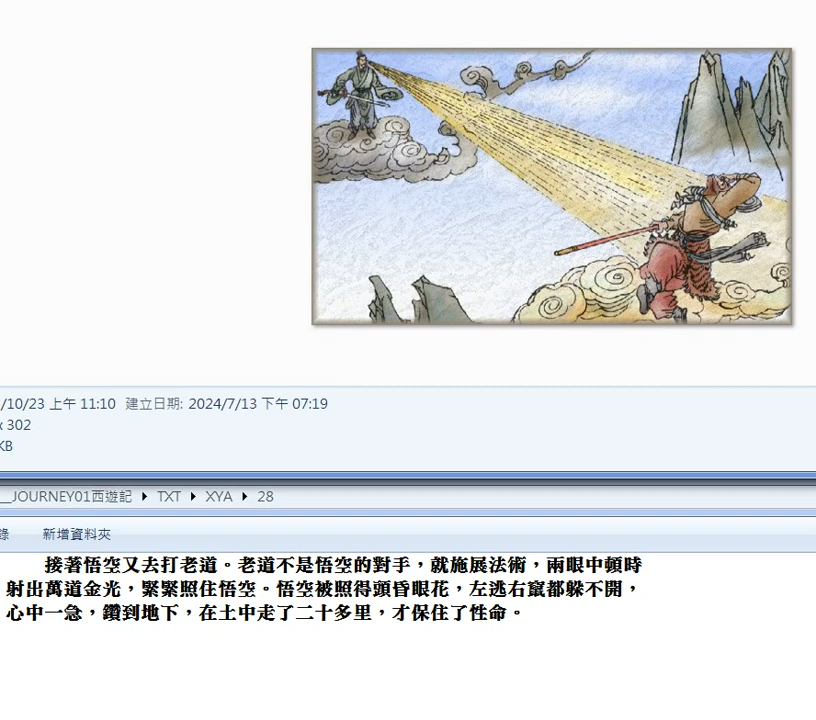 /10/23 上午 11:10 建立日期: 2024/7/13 下午 07:19
x 302
KB
__JOURNEY01西遊記 ▶ TXT ▶ XYA ▶ 28
錄 新增資料夾
接著悟空又去打老道。老道不是悟空的對手，就施展法術，兩眼中頓時
射出萬道金光，緊緊照住悟空。悟空被照得頭昏眼花，左逃右竄都躲不開，
心中一急，鑽到地下，在土中走了二十多里，才保住了性命。